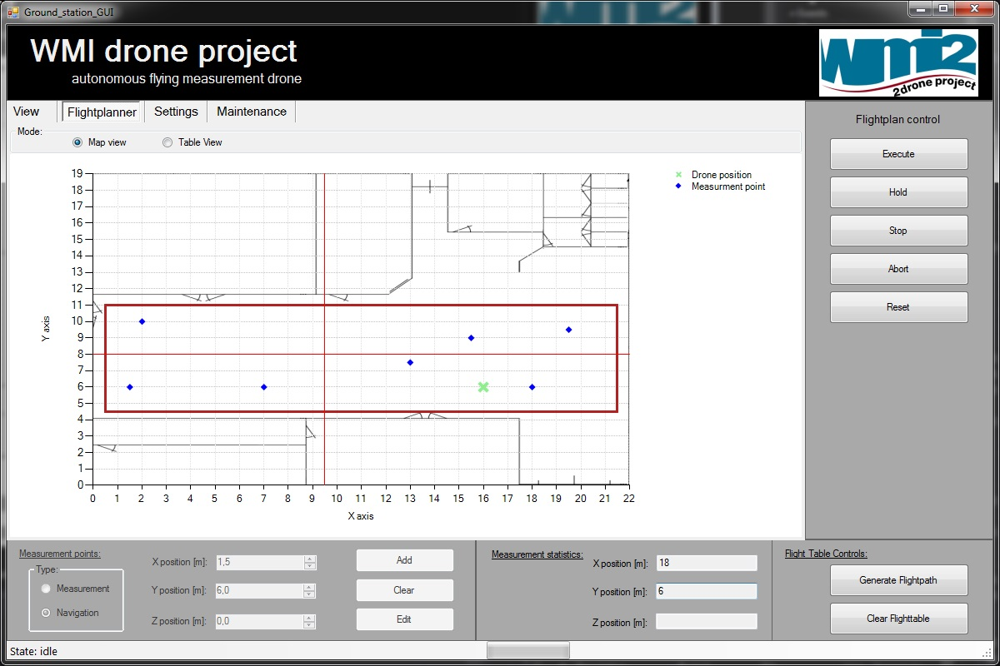 Ground_station_GUI
WMI drone project
autonomous flying measurement drone
wmi2
2drone project
View Flightplanner Settings Maintenance
Mode:
Map view Table View
Flightplan control
Execute
Hold
Stop
Abort
Reset
Drone position
Measurment point
19
18
17
16
15
14
13
12
11
10
9
8
7
6
5
4
3
2
1
0
Y axis
0 1 2 3 4 5 6 7 8 9 10 11 12 13 14 15 16 17 18 19 20 21 22
X axis
Measurement points:
Type:
Measurement
Navigation
X position [m]: 1,5
Y position [m]: 6,0
Z position [m]: 0,0
Add
Clear
Edit
Measurement statistics:
X position [m]: 18
Y position [m]: 6
Z position [m]:
Flight Table Controls:
Generate Flightpath
Clear Flighttable
State: idle